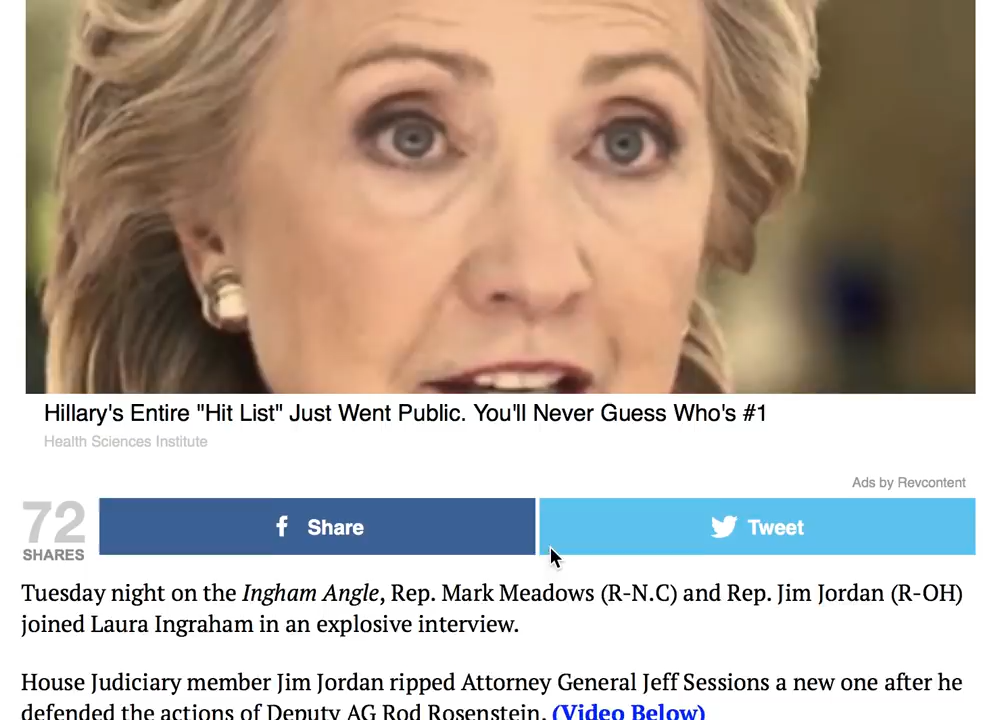 Hillary's Entire "Hit List" Just Went Public. You'll Never Guess Who's #1
Health Sciences Institute
Ads by Revcontent
72
SHARES
Share
Tweet
Tuesday night on the Ingham Angle, Rep. Mark Meadows (R-N.C) and Rep. Jim Jordan (R-OH)
joined Laura Ingraham in an explosive interview.
House Judiciary member Jim Jordan ripped Attorney General Jeff Sessions a new one after he
defended the actions of Deputy AG Rod Rosenstein. (Video Below)